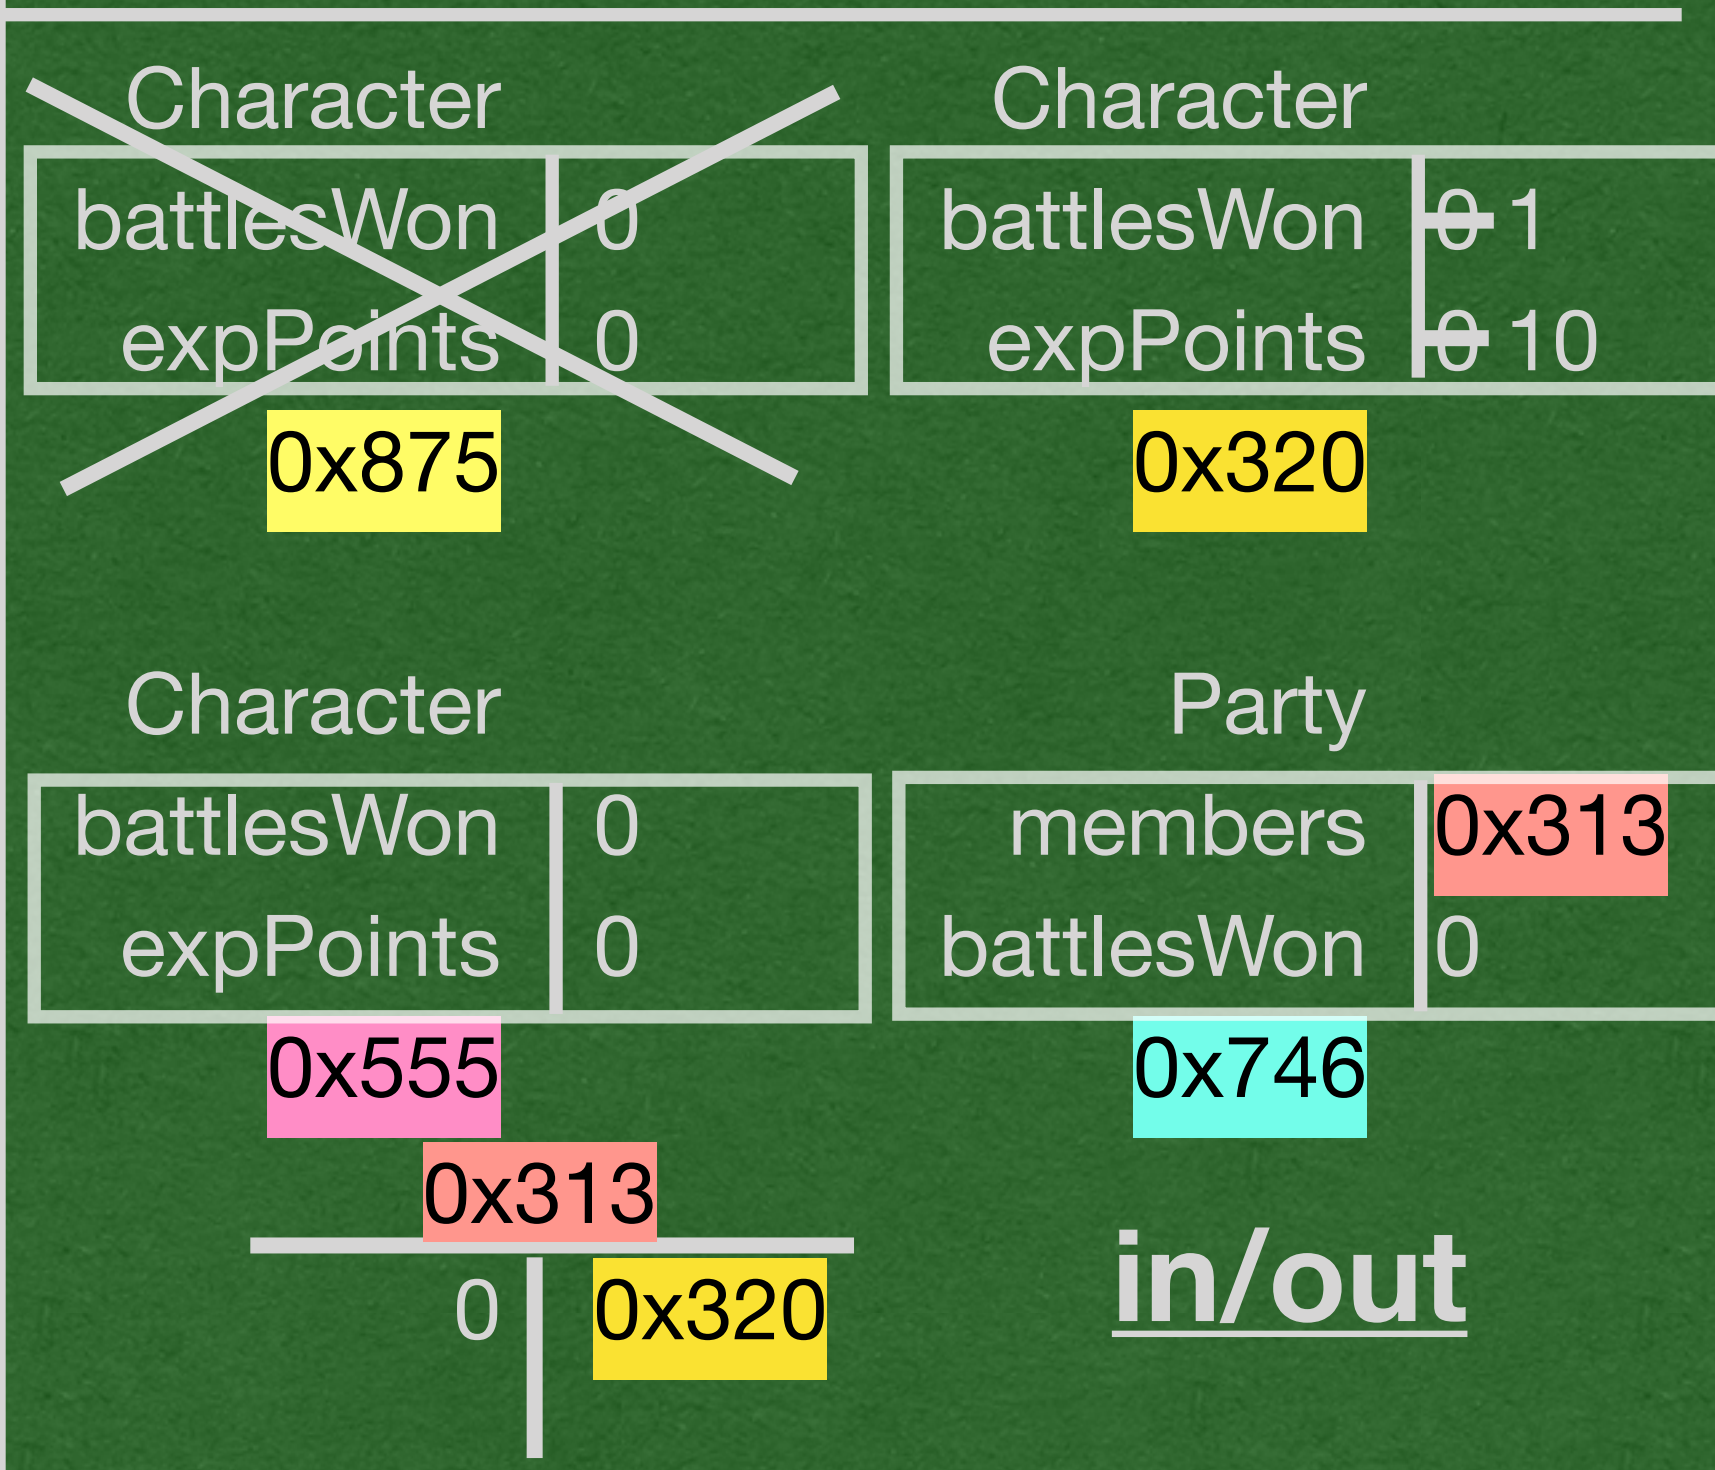 Character
battlesWon 0
expPoints 0
0x875
Character
battlesWon 0 1
expPoints 0 10
0x320
Character
battlesWon 0
expPoints 0
0x555
Party
members 0x313
battlesWon 0
0x746
0x313
0 0x320
in/out